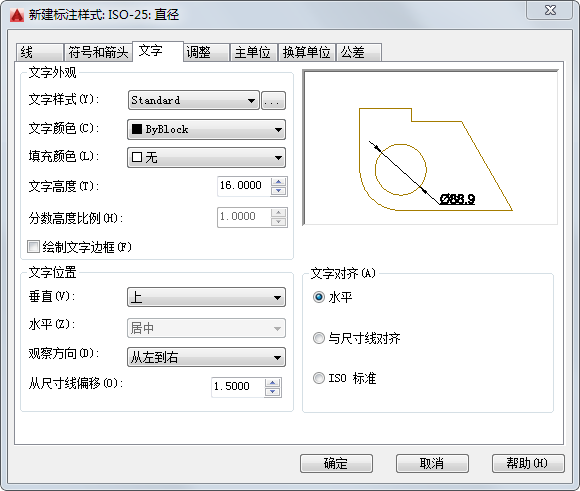 新建标注样式: ISO-25: 直径
线 符号和箭头 文字 调整 主单位 换算单位 公差
文字外观
文字样式(Y): Standard ...
文字颜色(C): ByBlock
填充颜色(L): 无
文字高度(T): 16.0000
分数高度比例(H): 1.0000
绘制文字边框(F)
Ø68.9
文字位置
垂直(V): 上
水平(Z): 居中
观察方向(D): 从左到右
从尺寸线偏移(O): 1.5000
文字对齐(A)
水平
与尺寸线对齐
ISO 标准
确定 取消 帮助(H)